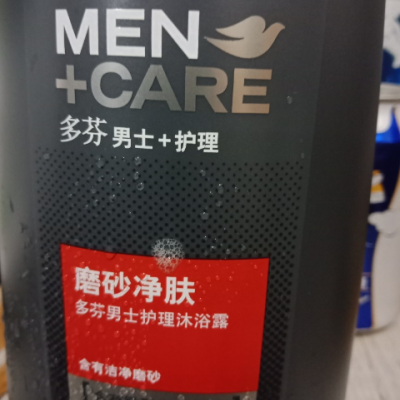 MEN
+CARE
多芬男士+护理
磨砂净肤
多芬男士护理沐浴露
含有洁净磨砂